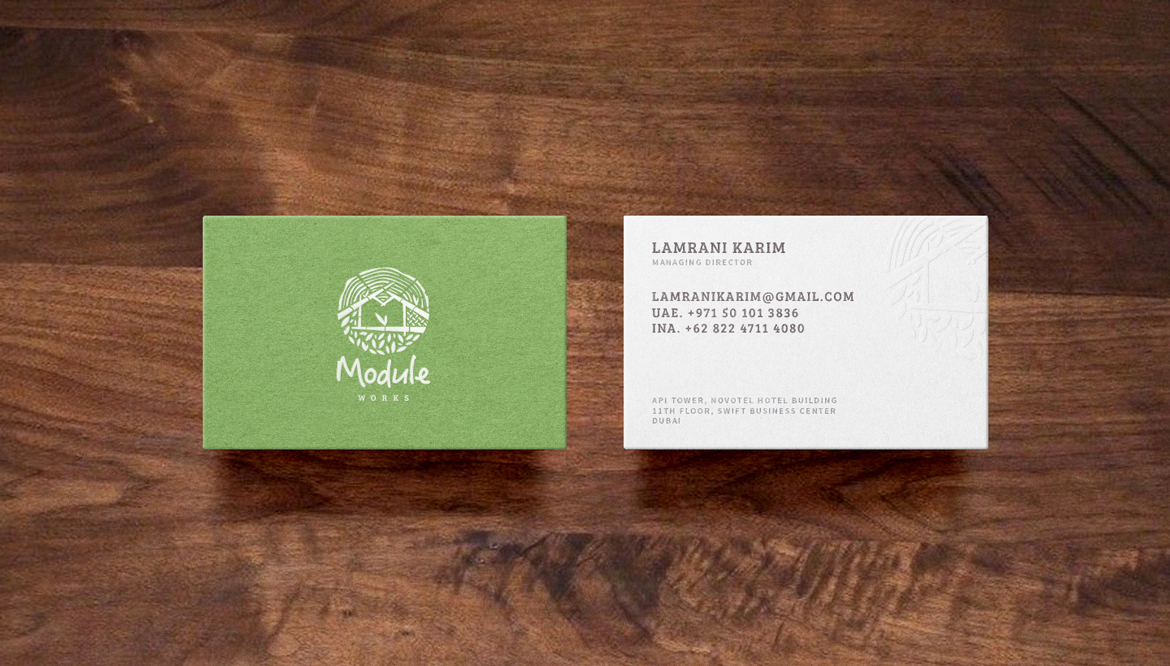 Module
WORKS
LAMRANI KARIM
MANAGING DIRECTOR
LAMRANIKARIM@GMAIL.COM
UAE. +971 50 101 3836
INA. +62 822 4711 4080
API TOWER, NOVOTEL HOTEL BUILDING
11TH FLOOR, SWIFT BUSINESS CENTER
DUBAI